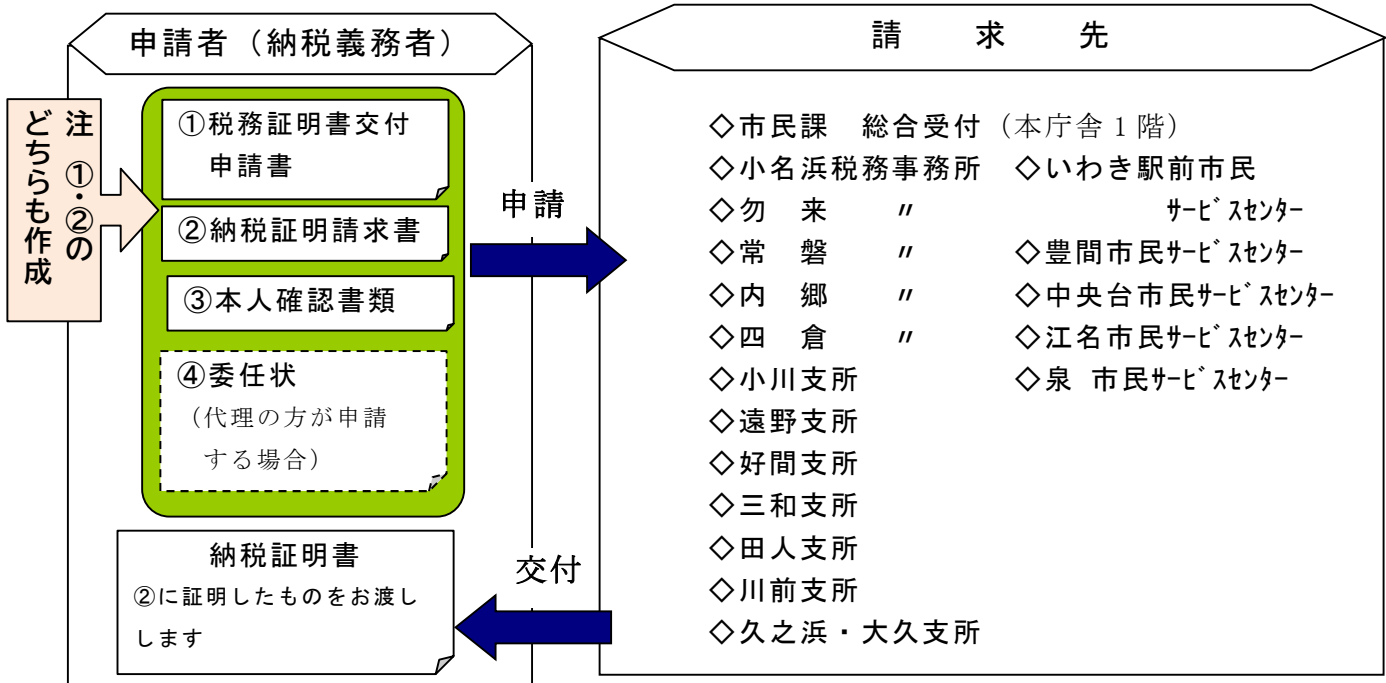 申請者（納税義務者）
注 ①・②の
どちらも作成
①税務証明書交付
申請書
②納税証明請求書
③本人確認書類
④委任状
（代理の方が申請
する場合）
納税証明書
②に証明したものをお渡し
します
申請
交付
請 求 先
◇市民課 総合受付（本庁舎1階）
◇小名浜税務事務所 ◇いわき駅前市民
◇勿 来 〃 ｻｰﾋﾞｽｾﾝﾀｰ
◇常 磐 〃 ◇豊間市民ｻｰﾋﾞｽｾﾝﾀｰ
◇内 郷 〃 ◇中央台市民ｻｰﾋﾞｽｾﾝﾀｰ
◇四 倉 〃 ◇江名市民ｻｰﾋﾞｽｾﾝﾀｰ
◇小川支所 ◇泉 市民ｻｰﾋﾞｽｾﾝﾀｰ
◇遠野支所
◇好間支所
◇三和支所
◇田人支所
◇川前支所
◇久之浜・大久支所